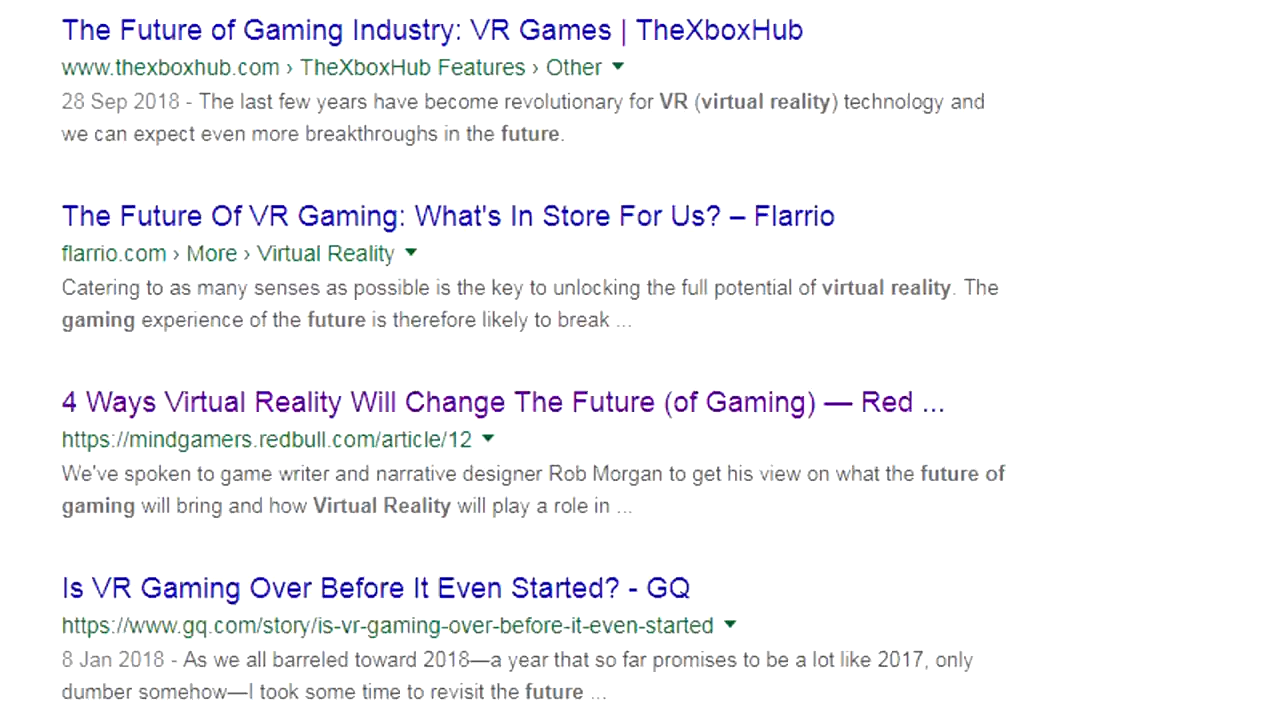 The Future of Gaming Industry: VR Games | TheXboxHub
www.thexboxhub.com › TheXboxHub Features › Other
28 Sep 2018 - The last few years have become revolutionary for VR (virtual reality) technology and
we can expect even more breakthroughs in the future.
The Future Of VR Gaming: What's In Store For Us? – Flarrio
flarrio.com › More › Virtual Reality
Catering to as many senses as possible is the key to unlocking the full potential of virtual reality. The
gaming experience of the future is therefore likely to break ...
4 Ways Virtual Reality Will Change The Future (of Gaming) — Red ...
https://mindgamers.redbull.com/article/12
We've spoken to game writer and narrative designer Rob Morgan to get his view on what the future of
gaming will bring and how Virtual Reality will play a role in ...
Is VR Gaming Over Before It Even Started? - GQ
https://www.gq.com/story/is-vr-gaming-over-before-it-even-started
8 Jan 2018 - As we all barreled toward 2018—a year that so far promises to be a lot like 2017, only
dumber somehow—I took some time to revisit the future ...